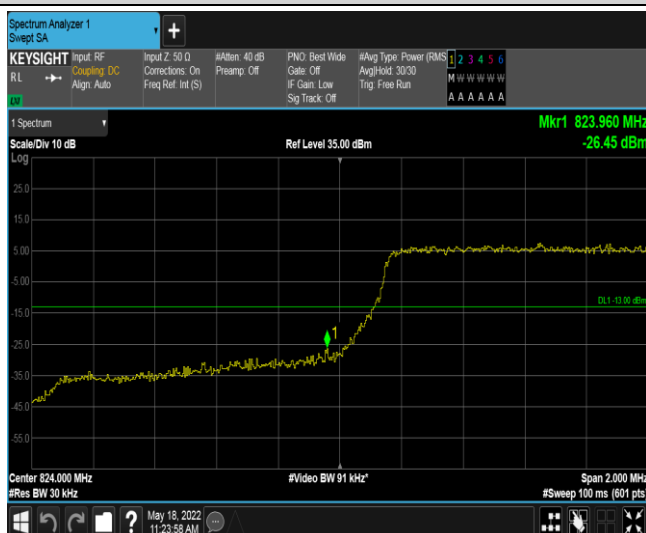 Spectrum Analyzer 1
Swept SA
+
KEYSIGHT
RL
Input: RF
Coupling: DC
Align: Auto
Input Z: 50 Ω
Corrections: On
Freq Ref: Int (S)
#Atten: 40 dB
Preamp: Off
PNO: Best Wide
Gate: Off
IF Gain: Low
Sig Track: Off
#Avg Type: Power (RMS
Avg|Hold: 30/30
Trig: Free Run
1 2 3 4 5 6
M W W W W W
A A A A A A
1 Spectrum
Scale/Div 10 dB
Ref Level 35.00 dBm
Mkr1 823.960 MHz
-26.45 dBm
Log
25.0
15.0
5.00
-5.00
DL1 -13.00 dBm
-15.0
1
-25.0
-35.0
-45.0
-55.0
Center 824.000 MHz
#Video BW 91 kHz*
Span 2.000 MHz
#Res BW 30 kHz
#Sweep 100 ms (601 pts)
?
May 18, 2022
11:23:58 AM